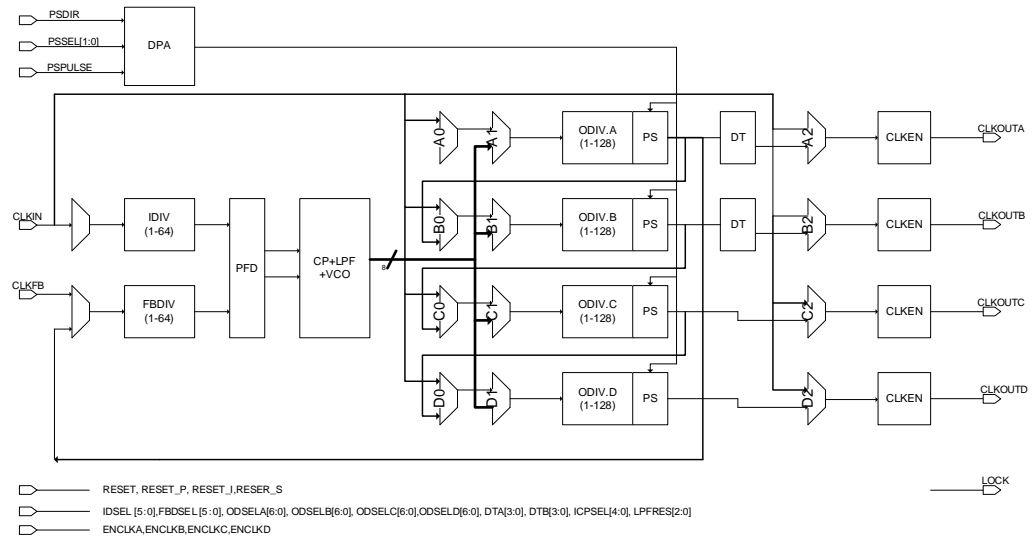 PSDIR
PSSEL[1:0]
PSPULSE
DPA
A0
A1
ODIV.A
(1-128)
PS
DT
A2
CLKEN
CLKOUTA
CLKIN
IDIV
(1-64)
B0
B1
ODIV.B
(1-128)
PS
DT
B2
CLKEN
CLKOUTB
PFD
CP+LPF
+VCO
8
CLKFB
FBDIV
(1-64)
C0
C1
ODIV.C
(1-128)
PS
C2
CLKEN
CLKOUTC
D0
D1
ODIV.D
(1-128)
PS
D2
CLKEN
CLKOUTD
RESET, RESET_P, RESET_I,RESER_S
LOCK
IDSEL [5:0],FBDSEL [5:0], ODSELA[6:0], ODSELB[6:0], ODSELC[6:0],ODSELD[6:0], DTA[3:0], DTB[3:0], ICPSEL[4:0], LPFRES[2:0]
ENCLKA,ENCLKB,ENCLKC,ENCLKD